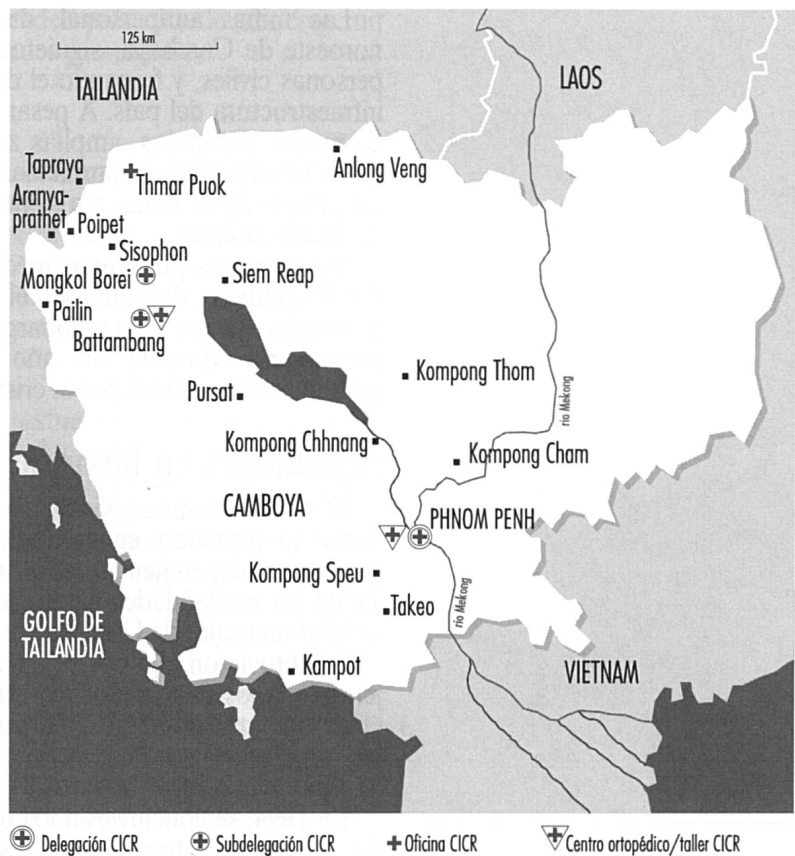 125 km
TAILANDIA
LAOS
Anlong Veng
Tapraya
Thmar Puok
Aranya-
prathet
Poipet
Sisophon
Mongkol Borei
Siem Reap
Pailin
Battambang
Kompong Thom
Pursat
río Mekong
Kompong Chhnang
Kompong Cham
CAMBOYA
PHNOM PENH
Kompong Speu
río Mekong
Takeo
GOLFO DE
TAILANDIA
VIETNAM
Kampot
Delegación CICR
Subdelegación CICR
Oficina CICR
Centro ortopédico/taller CICR